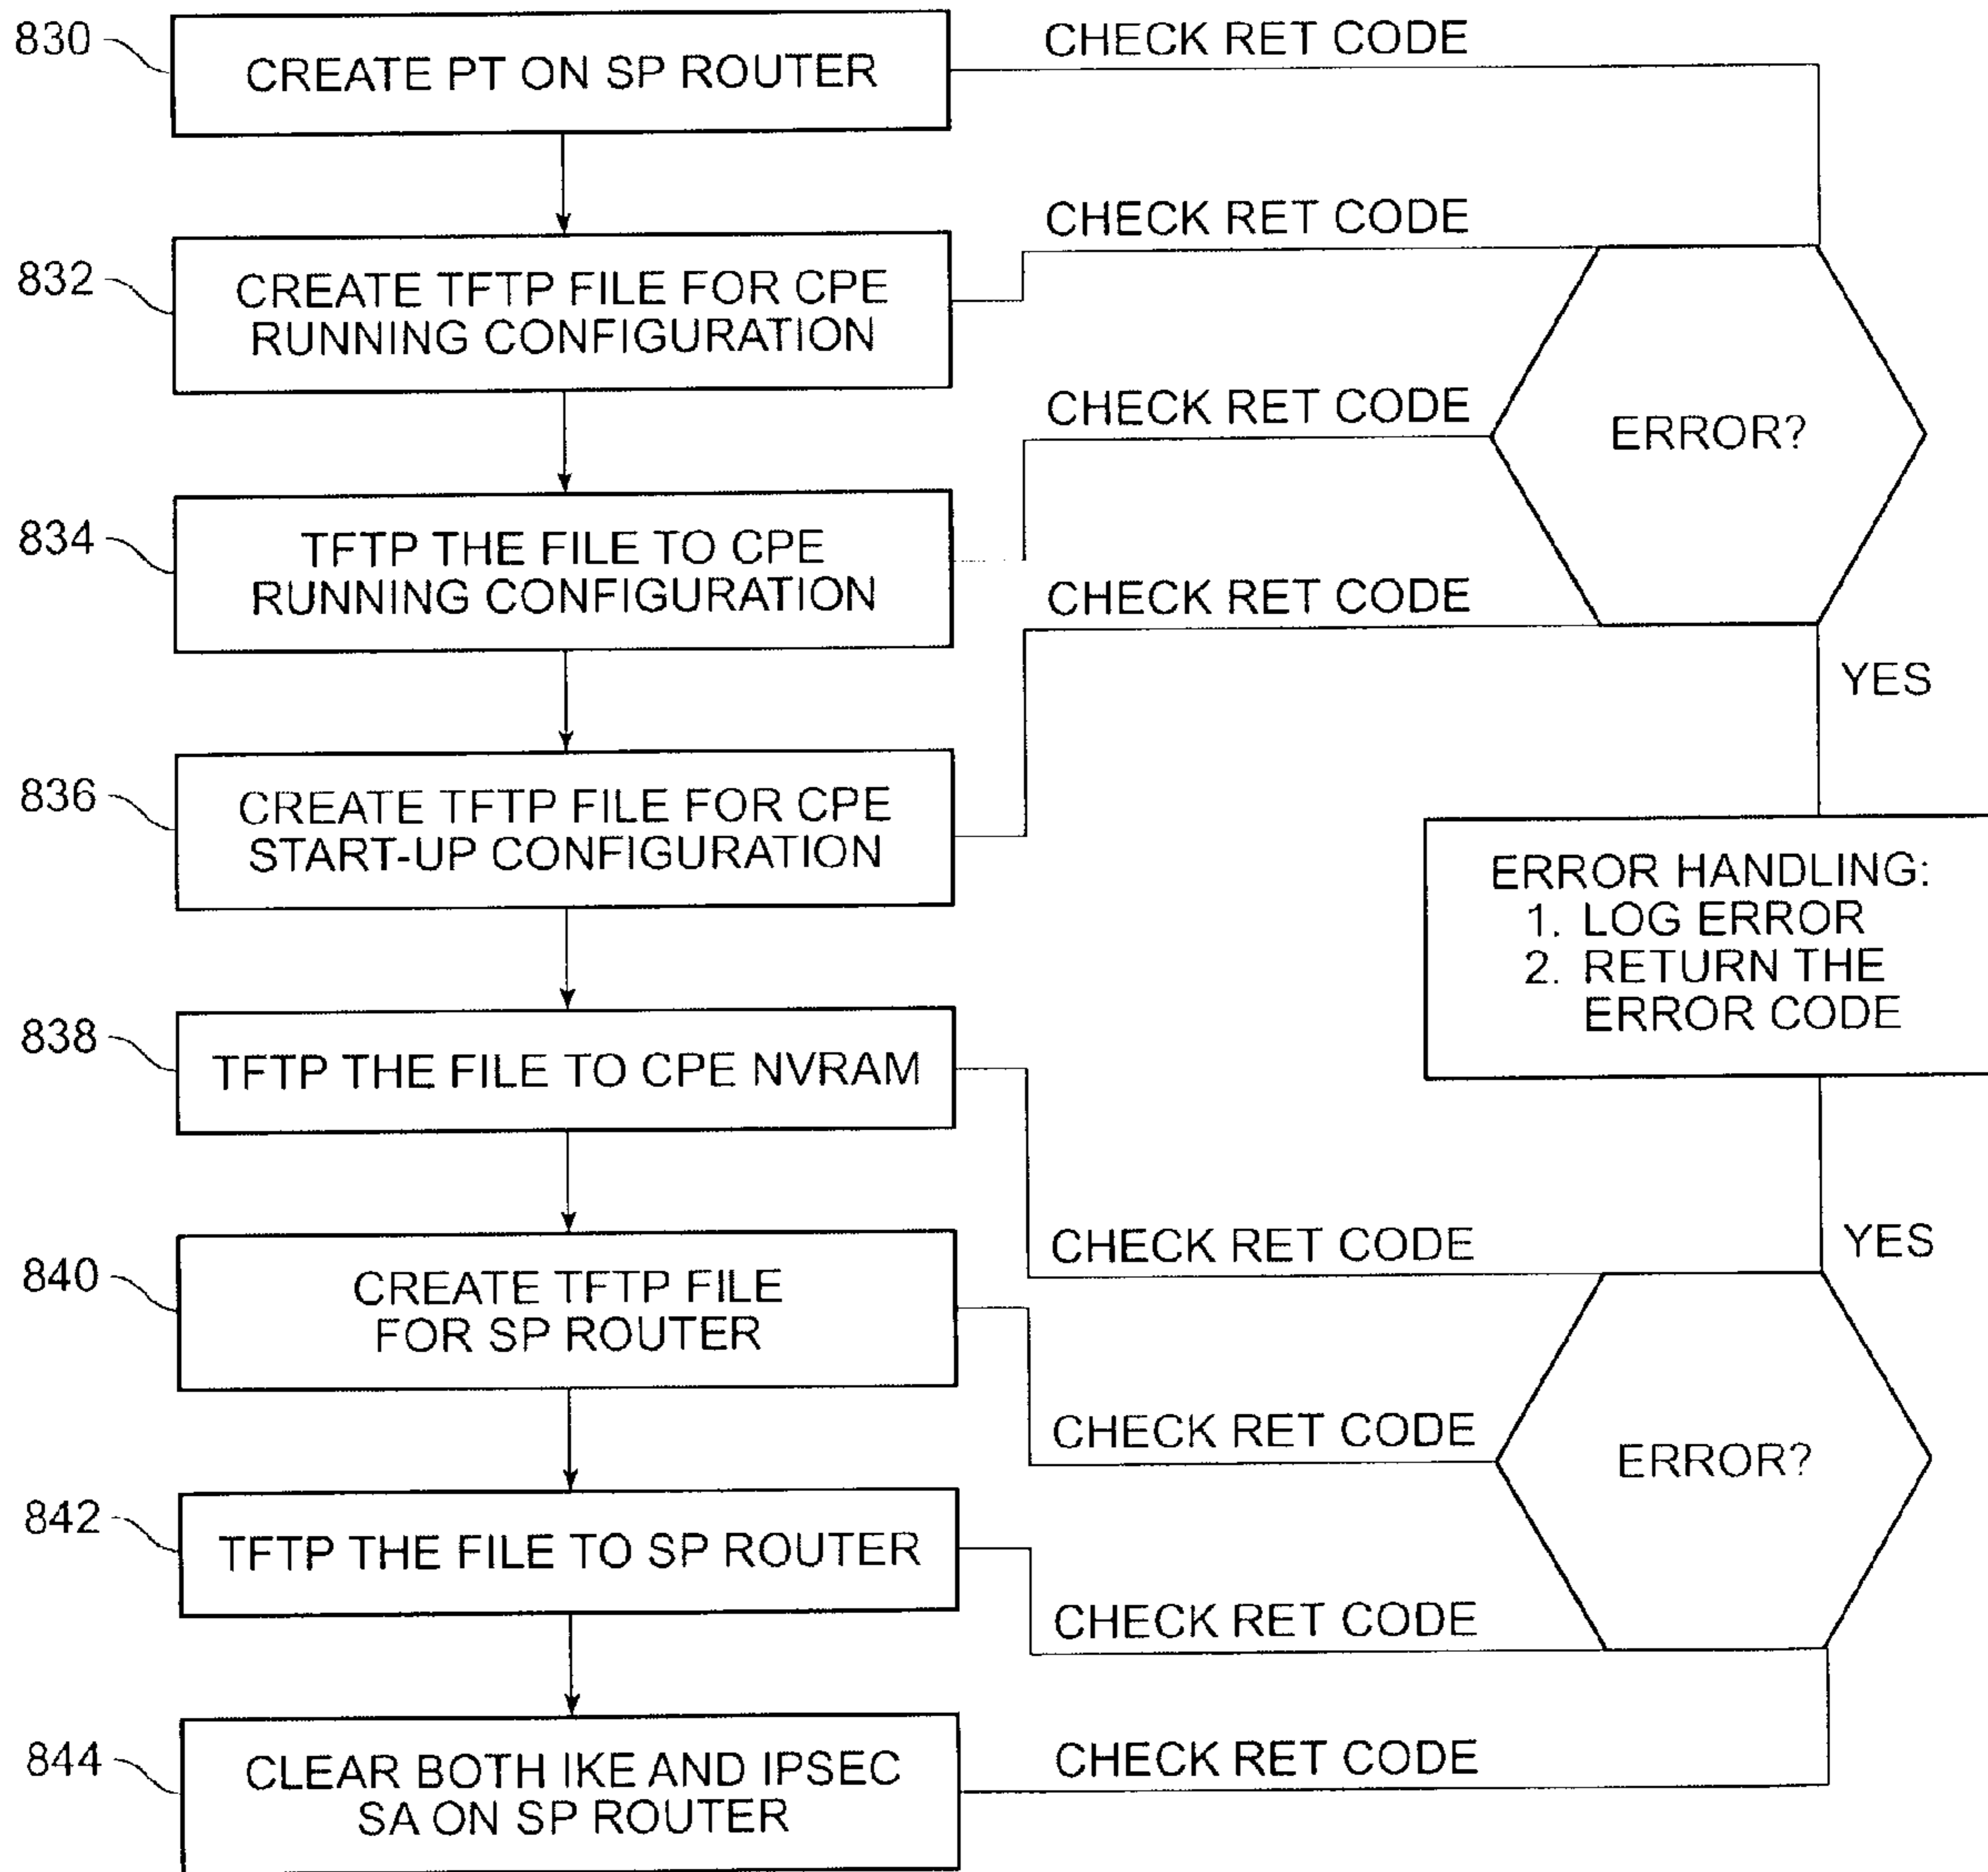 830
CREATE PT ON SP ROUTER
CHECK RET CODE
832
CREATE TFTP FILE FOR CPE
RUNNING CONFIGURATION
CHECK RET CODE
834
TFTP THE FILE TO CPE
RUNNING CONFIGURATION
CHECK RET CODE
ERROR?
836
CREATE TFTP FILE FOR CPE
START-UP CONFIGURATION
CHECK RET CODE
YES
ERROR HANDLING:
1. LOG ERROR
2. RETURN THE
ERROR CODE
838
TFTP THE FILE TO CPE NVRAM
CHECK RET CODE
YES
840
CREATE TFTP FILE
FOR SP ROUTER
CHECK RET CODE
ERROR?
842
TFTP THE FILE TO SP ROUTER
CHECK RET CODE
844
CLEAR BOTH IKE AND IPSEC
SA ON SP ROUTER
CHECK RET CODE